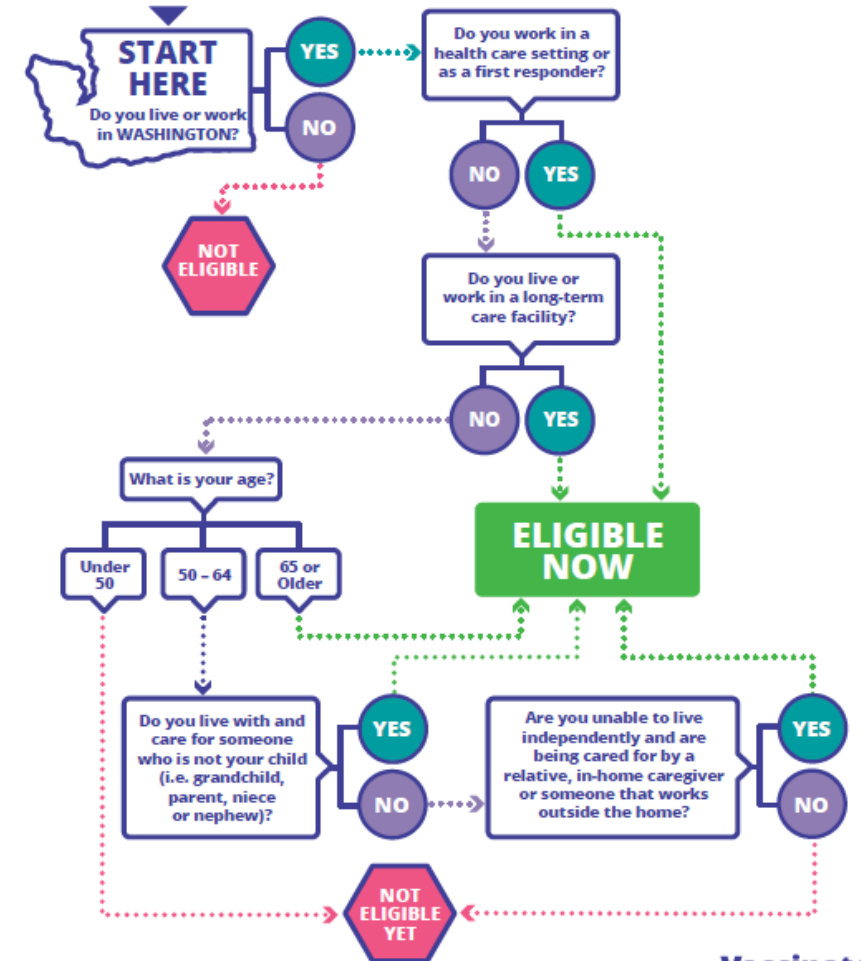 START
HERE
Do you live or work
in WASHINGTON?
YES
NO
NOT
ELIGIBLE
Do you work in a
health care setting or
as a first responder?
NO
YES
Do you live or
work in a long-term
care facility?
NO
YES
What is your age?
Under
50
50 – 64
65 or
Older
ELIGIBLE
NOW
Do you live with and
care for someone
who is not your child
(i.e. grandchild,
parent, niece
or nephew)?
YES
NO
Are you unable to live
independently and are
being cared for by a
relative, in-home caregiver
or someone that works
outside the home?
YES
NO
NOT
ELIGIBLE
YET